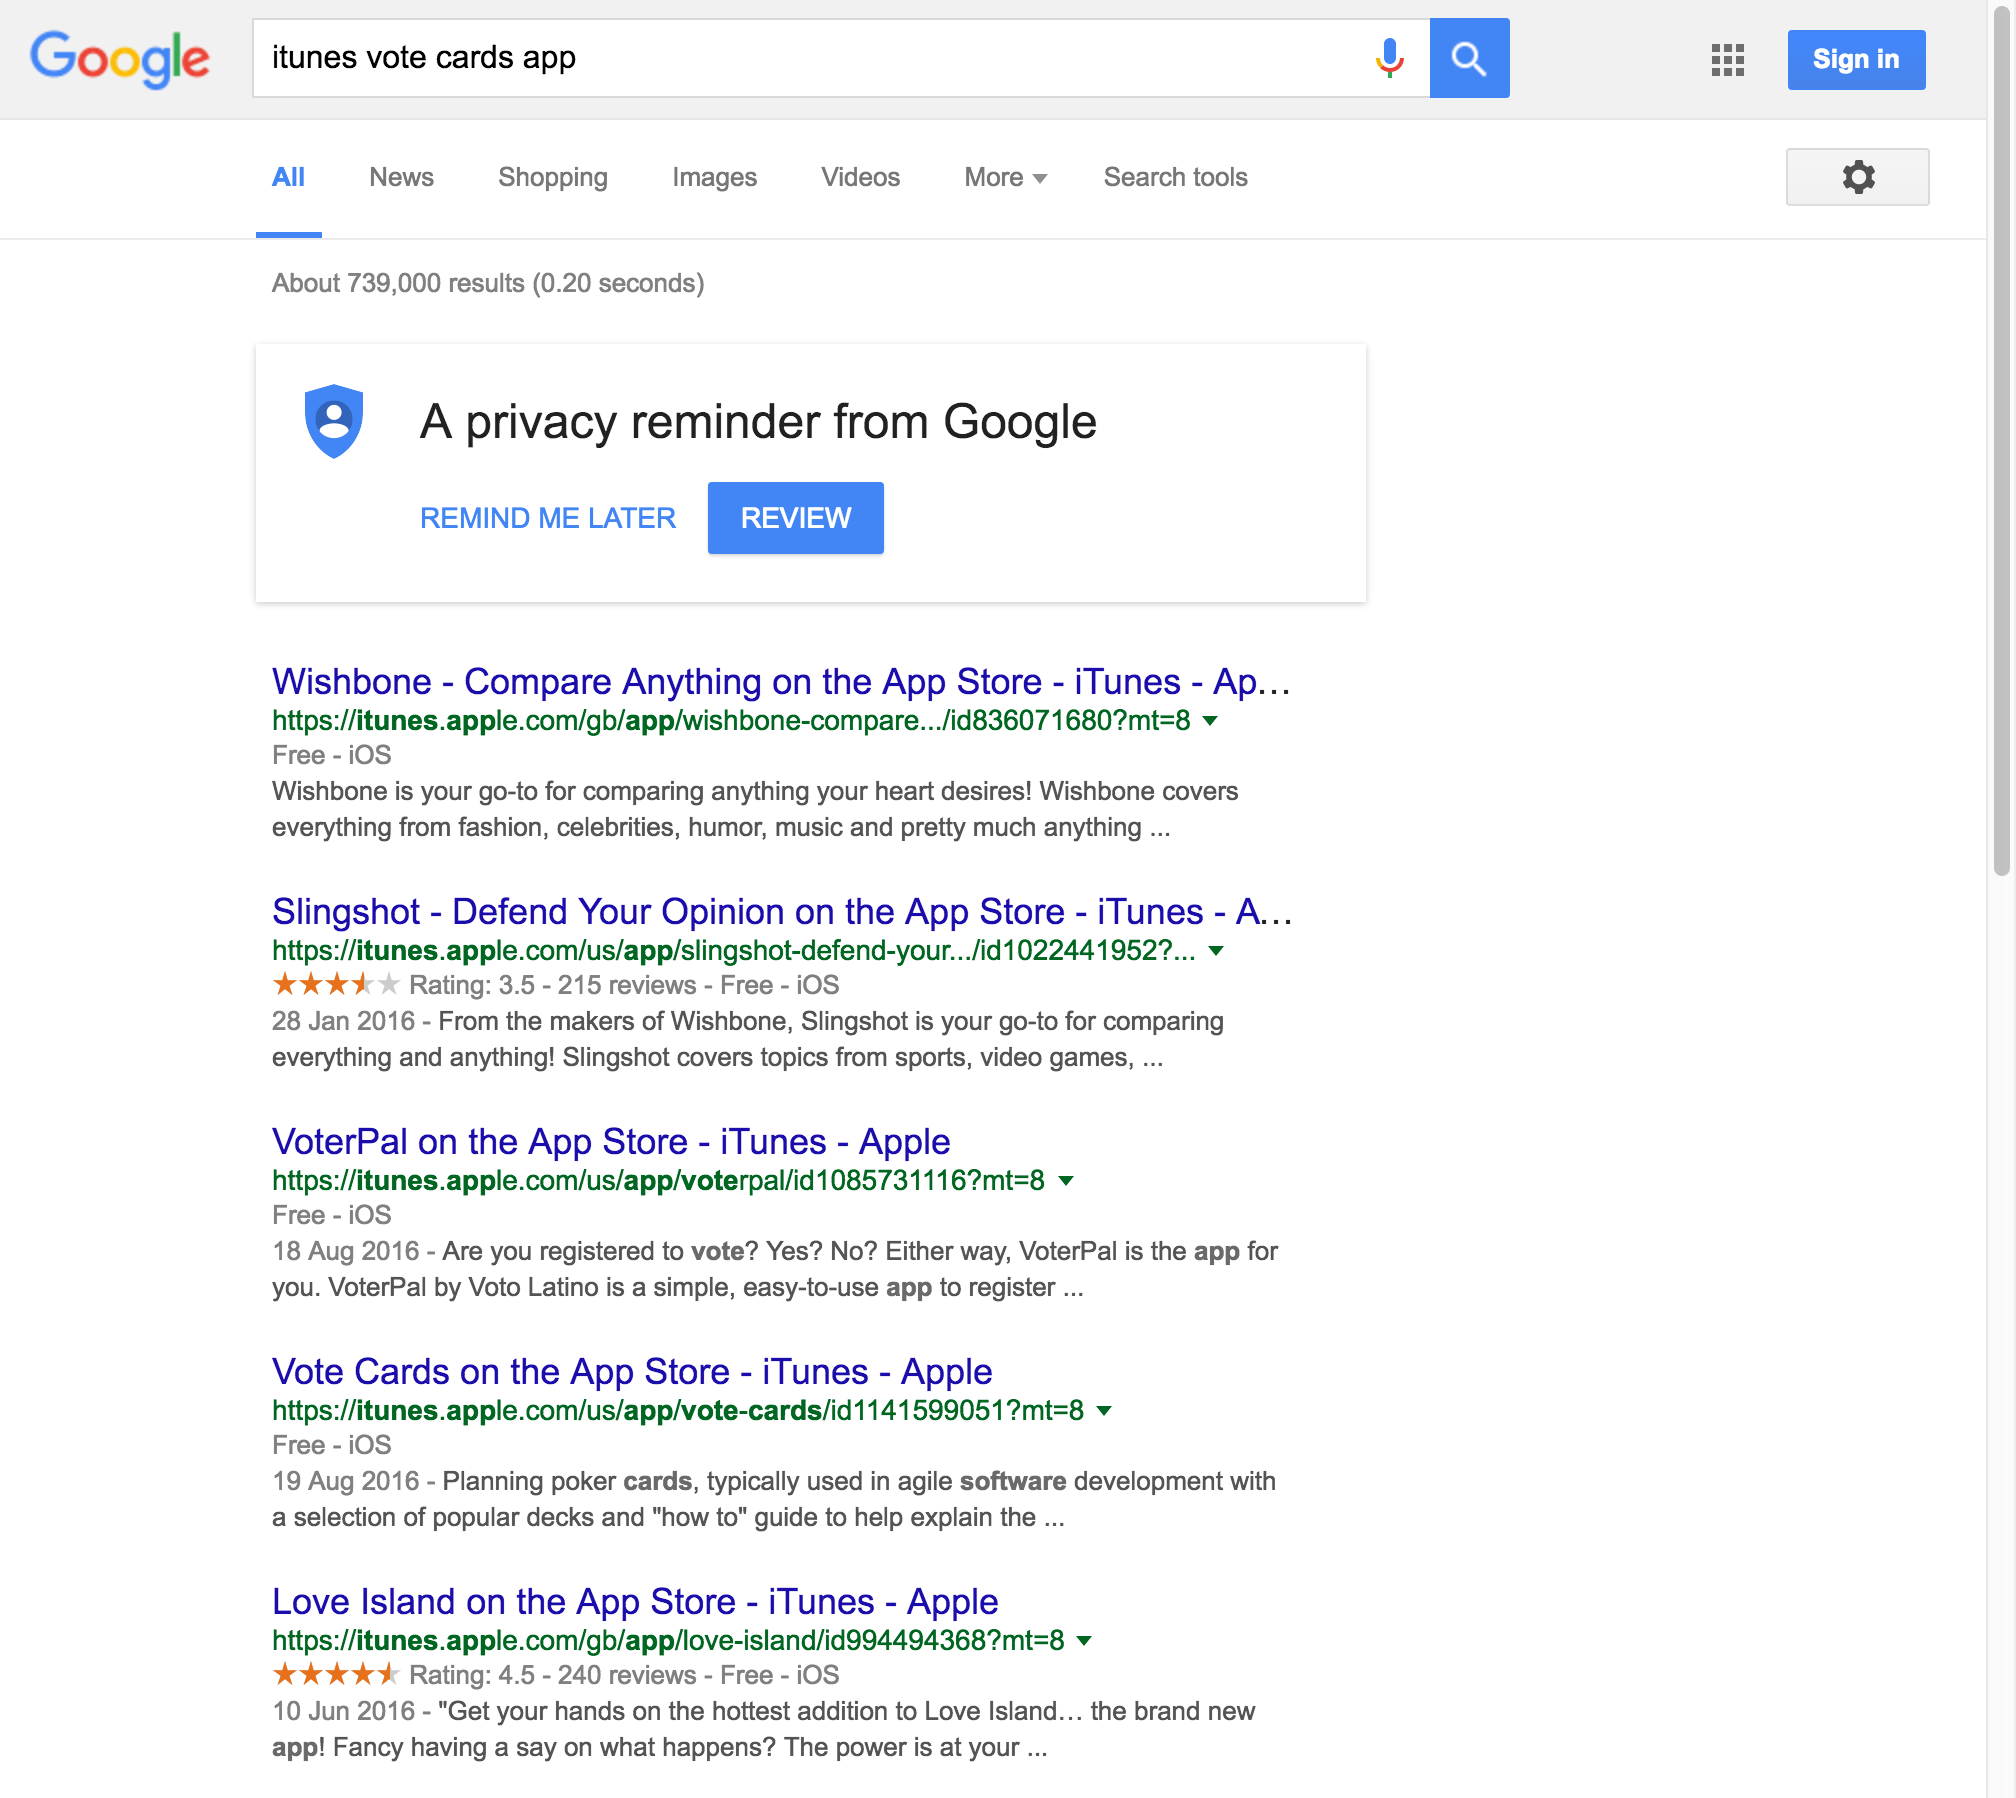 Google
itunes vote cards app
Sign in
All News Shopping Images Videos More Search tools
About 739,000 results (0.20 seconds)
A privacy reminder from Google
REMIND ME LATER REVIEW
Wishbone - Compare Anything on the App Store - iTunes - Ap...
https://itunes.apple.com/gb/app/wishbone-compare.../id836071680?mt=8
Free - iOS
Wishbone is your go-to for comparing anything your heart desires! Wishbone covers
everything from fashion, celebrities, humor, music and pretty much anything ...
Slingshot - Defend Your Opinion on the App Store - iTunes - A...
https://itunes.apple.com/us/app/slingshot-defend-your.../id1022441952?...
Rating: 3.5 - 215 reviews - Free - iOS
28 Jan 2016 - From the makers of Wishbone, Slingshot is your go-to for comparing
everything and anything! Slingshot covers topics from sports, video games, ...
VoterPal on the App Store - iTunes - Apple
https://itunes.apple.com/us/app/voterpal/id1085731116?mt=8
Free - iOS
18 Aug 2016 - Are you registered to vote? Yes? No? Either way, VoterPal is the app for
you. VoterPal by Voto Latino is a simple, easy-to-use app to register ...
Vote Cards on the App Store - iTunes - Apple
https://itunes.apple.com/us/app/vote-cards/id1141599051?mt=8
Free - iOS
19 Aug 2016 - Planning poker cards, typically used in agile software development with
a selection of popular decks and "how to" guide to help explain the ...
Love Island on the App Store - iTunes - Apple
https://itunes.apple.com/gb/app/love-island/id994494368?mt=8
Rating: 4.5 - 240 reviews - Free - iOS
10 Jun 2016 - "Get your hands on the hottest addition to Love Island… the brand new
app! Fancy having a say on what happens? The power is at your ...